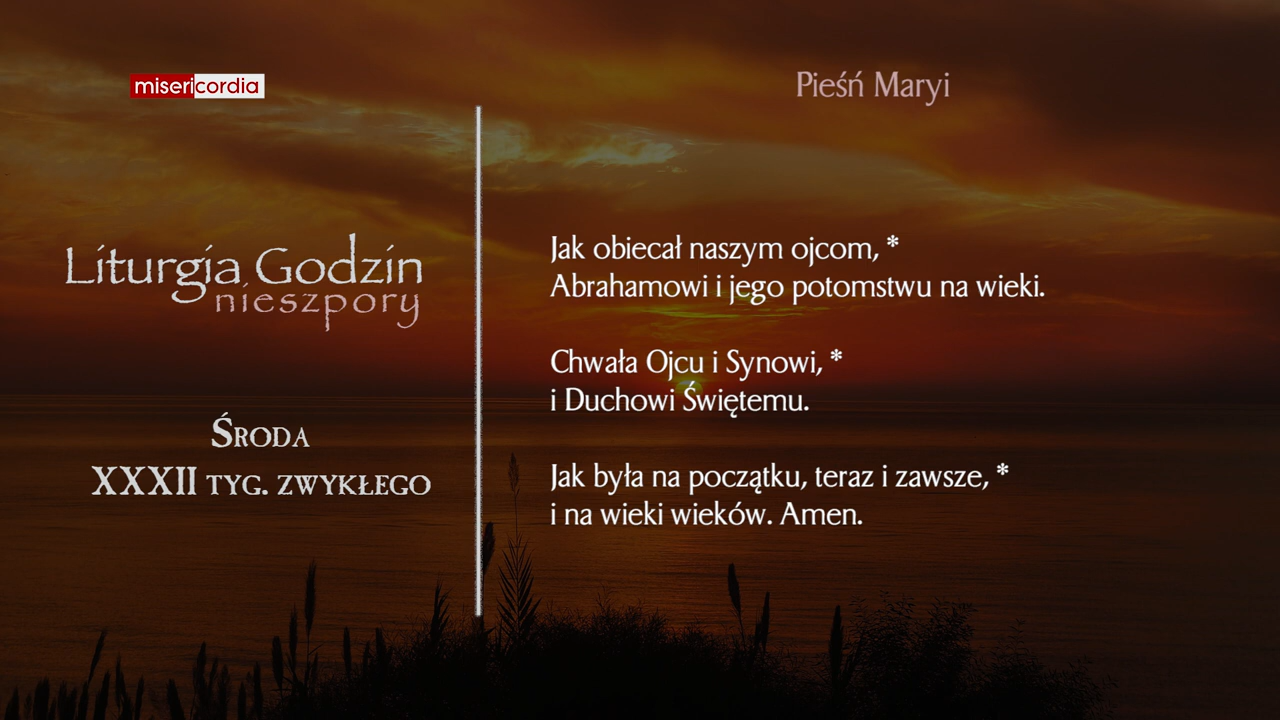 misericordia
Pieśń Maryi
Liturgia Godzin
nieszpory
Środa
XXXII tyg. zwykłego
Jak obiecał naszym ojcom, *
Abrahamowi i jego potomstwu na wieki.
Chwała Ojcu i Synowi, *
i Duchowi Świętemu.
Jak była na początku, teraz i zawsze, *
i na wieki wieków. Amen.